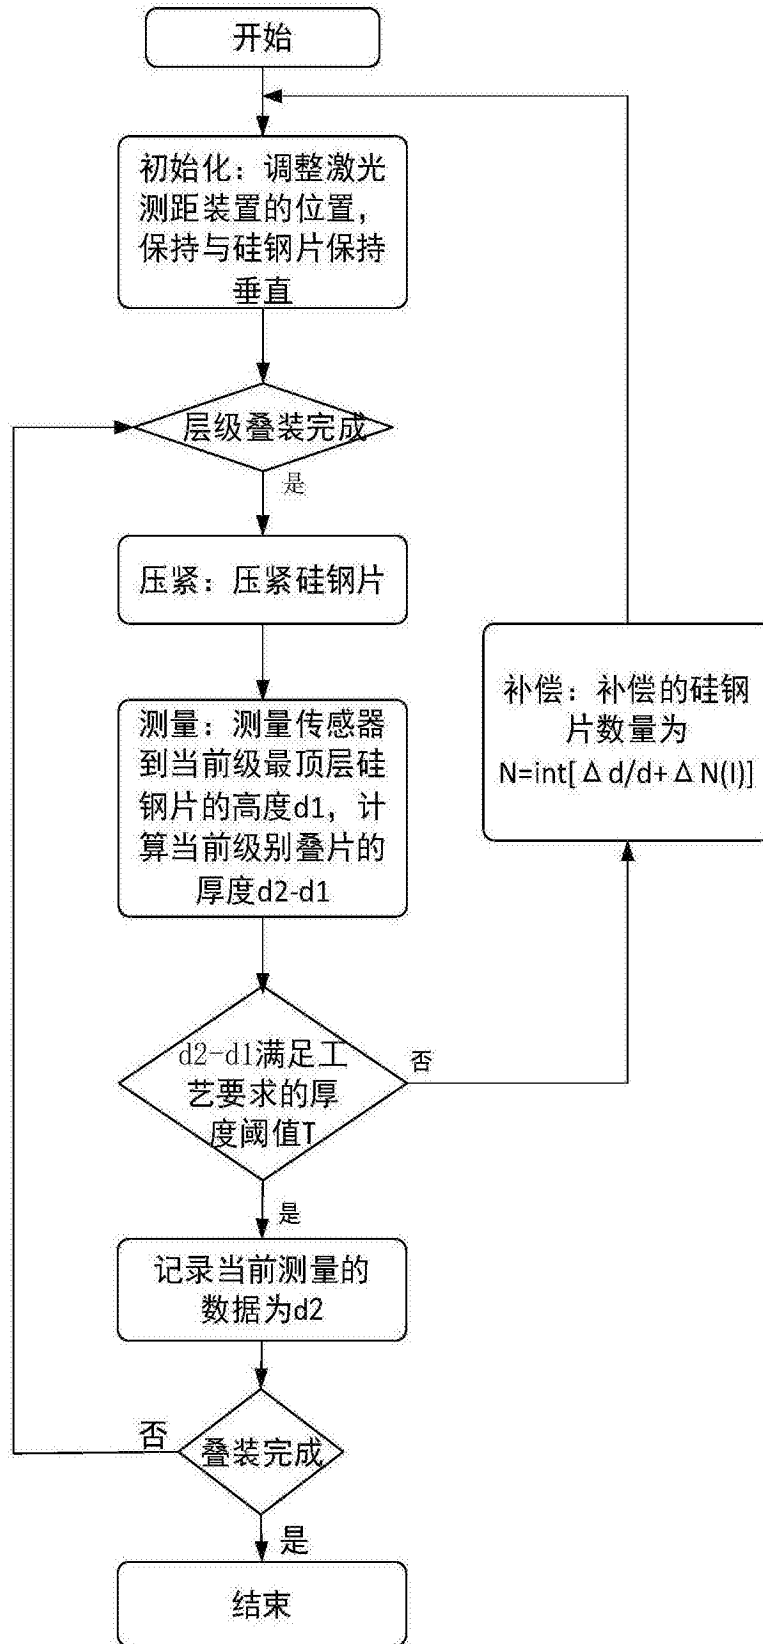 开始
初始化：调整激光
测距装置的位置，
保持与硅钢片保持
垂直
层级叠装完成
是
压紧：压紧硅钢片
测量：测量传感器
到当前级最顶层硅
钢片的高度d1，计
算当前级别叠片的
厚度d2-d1
补偿：补偿的硅钢
片数量为
N=int[Δd/d+ΔN(I)]
d2-d1满足工
艺要求的厚
度阈值T
否
是
记录当前测量的
数据为d2
叠装完成
否
是
结束